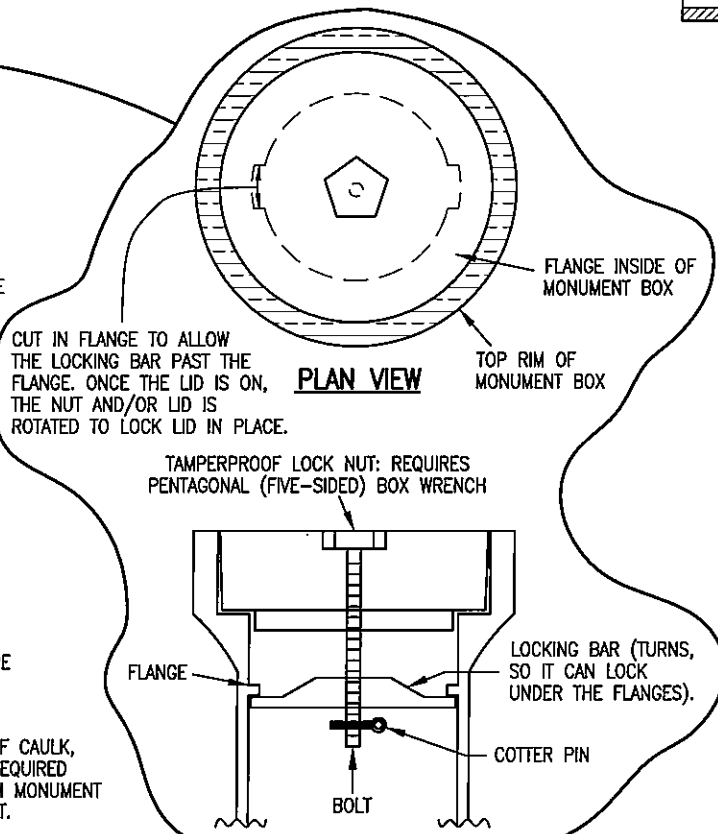 E
CUT IN FLANGE TO ALLOW
THE LOCKING BAR PAST THE
FLANGE. ONCE THE LID IS ON,
THE NUT AND/OR LID IS
ROTATED TO LOCK LID IN PLACE.
FLANGE INSIDE OF
MONUMENT BOX
TOP RIM OF
MONUMENT BOX
PLAN VIEW
TAMPERPROOF LOCK NUT: REQUIRES
PENTAGONAL (FIVE-SIDED) BOX WRENCH
RE
FLANGE
LOCKING BAR (TURNS,
SO IT CAN LOCK
UNDER THE FLANGES).
F CAULK,
EQUIRED
MONUMENT
T.
COTTER PIN
BOLT